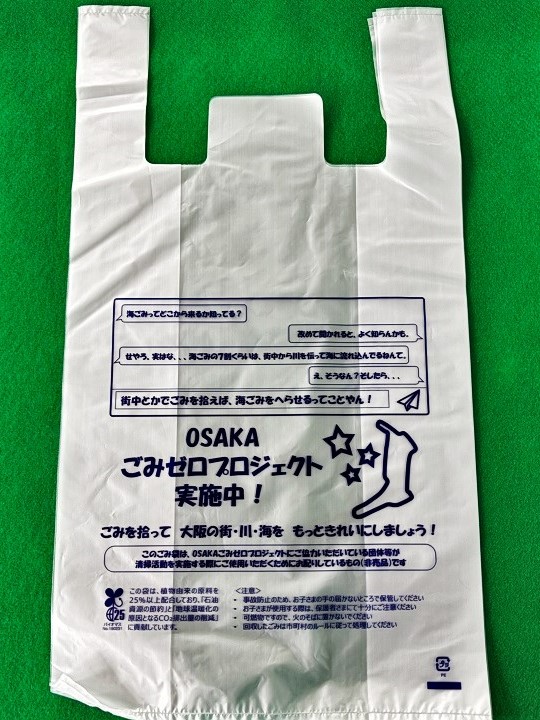 海ごみってどこから来るか知ってる？
改めて聞かれると、よく知らんかも。
せやろ、実はな、、、海ごみの7割くらいは、街中から川を伝って海に流れ込んでるねんて。
え、そうなん？そしたら、、、
街中とかでごみを拾えば、海ごみをへらせるってことやん！
OSAKA
ごみゼロプロジェクト
実施中！
ごみを拾って 大阪の街・川・海を もっときれいにしましょう！
このごみ袋は、OSAKAごみゼロプロジェクトにご協力いただいている団体等が
清掃活動を実施する際にご使用いただくためにお配りしているもの（非売品）です
この袋は、植物由来の原料を
25%以上配合しており、「石油
資源の節約」と「地球温暖化の
原因となるCO₂排出量の削減」
に貢献しています。
25
バイオマス
＜注意＞
• 事故防止のため、お子さまの手の届かないところで保管してください
• お子さまが使用する際は、保護者さまにて十分にご注意ください
• 可燃物ですので、火のそばに置かないでください
• 回収したごみは市町村のルールに従って処理してください
プラ
PE